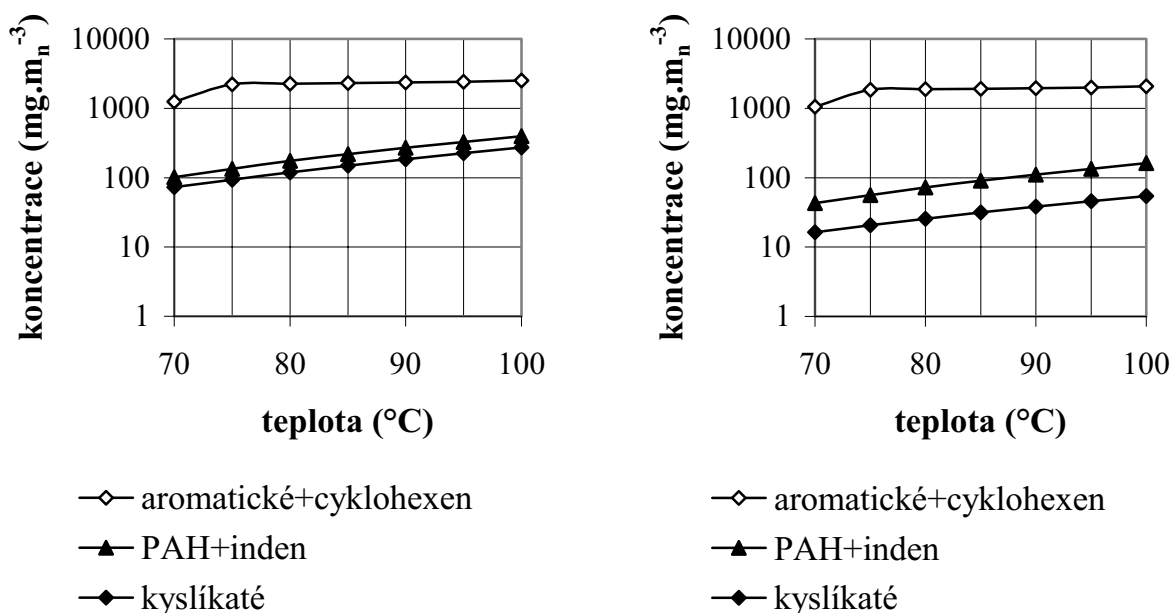 koncentrace (mg.mn-3)
10000
1000
100
10
1
70 80 90 100
teplota (°C)
aromatické+cyklohexen
PAH+inden
kyslíkaté
koncentrace (mg.mn-3)
10000
1000
100
10
1
70 80 90 100
teplota (°C)
aromatické+cyklohexen
PAH+inden
kyslíkaté